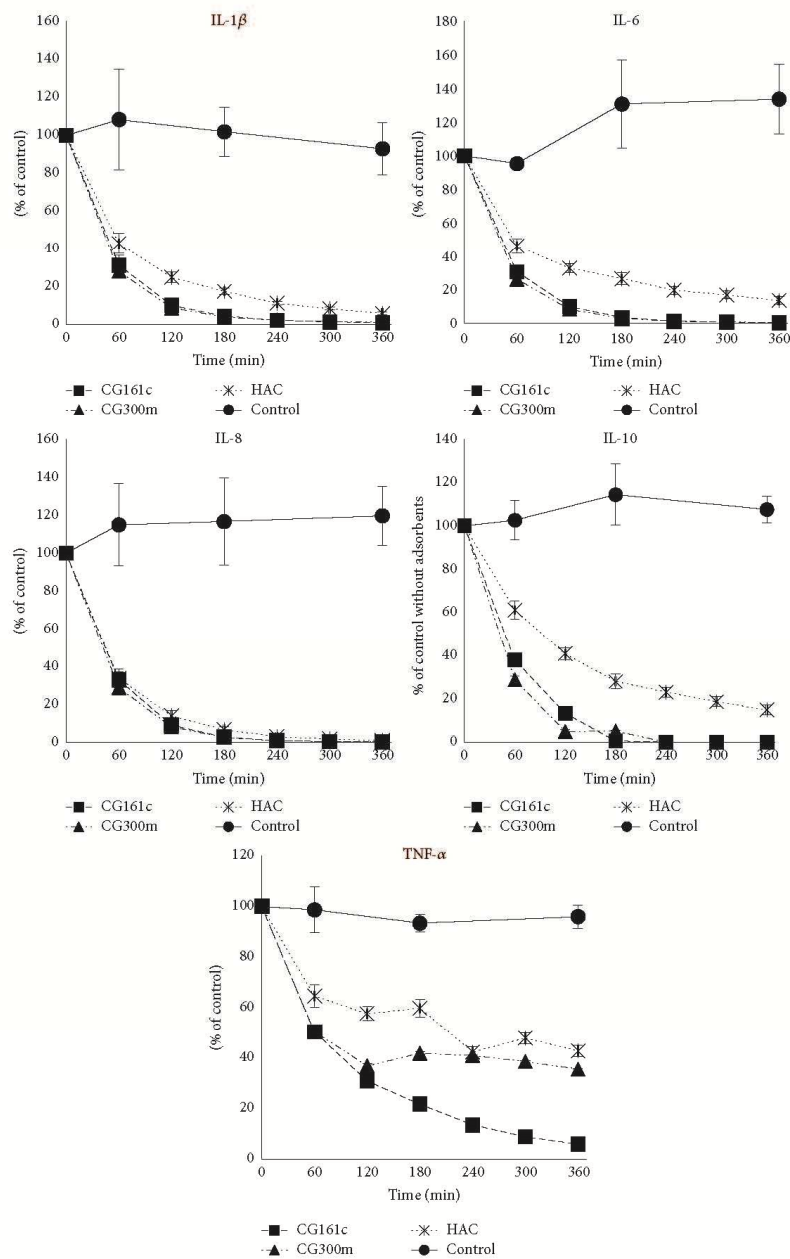 IL-1β
(% of control)
160
140
120
100
80
60
40
20
0
0 60 120 180 240 300 360
Time (min)
CG161c HAC
CG300m Control
IL-6
(% of control)
180
160
140
120
100
80
60
40
20
0
0 60 120 180 240 300 360
Time (min)
CG161c HAC
CG300m Control
IL-8
(% of control)
160
140
120
100
80
60
40
20
0
0 60 120 180 240 300 360
Time (min)
CG161c HAC
CG300m Control
IL-10
% of control without adsorbents
140
120
100
80
60
40
20
0
0 60 120 180 240 300 360
Time (min)
CG161c HAC
CG300m Control
TNF-α
(% of control)
120
100
80
60
40
20
0
0 60 120 180 240 300 360
Time (min)
CG161c HAC
CG300m Control